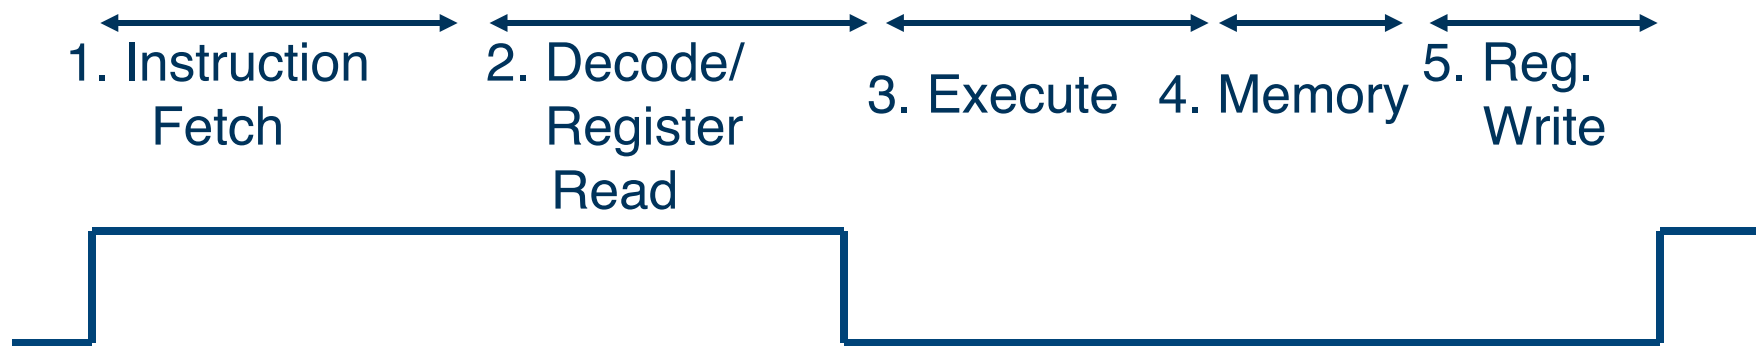 1. Instruction
Fetch
2. Decode/
Register
Read
3. Execute
4. Memory
5. Reg.
Write